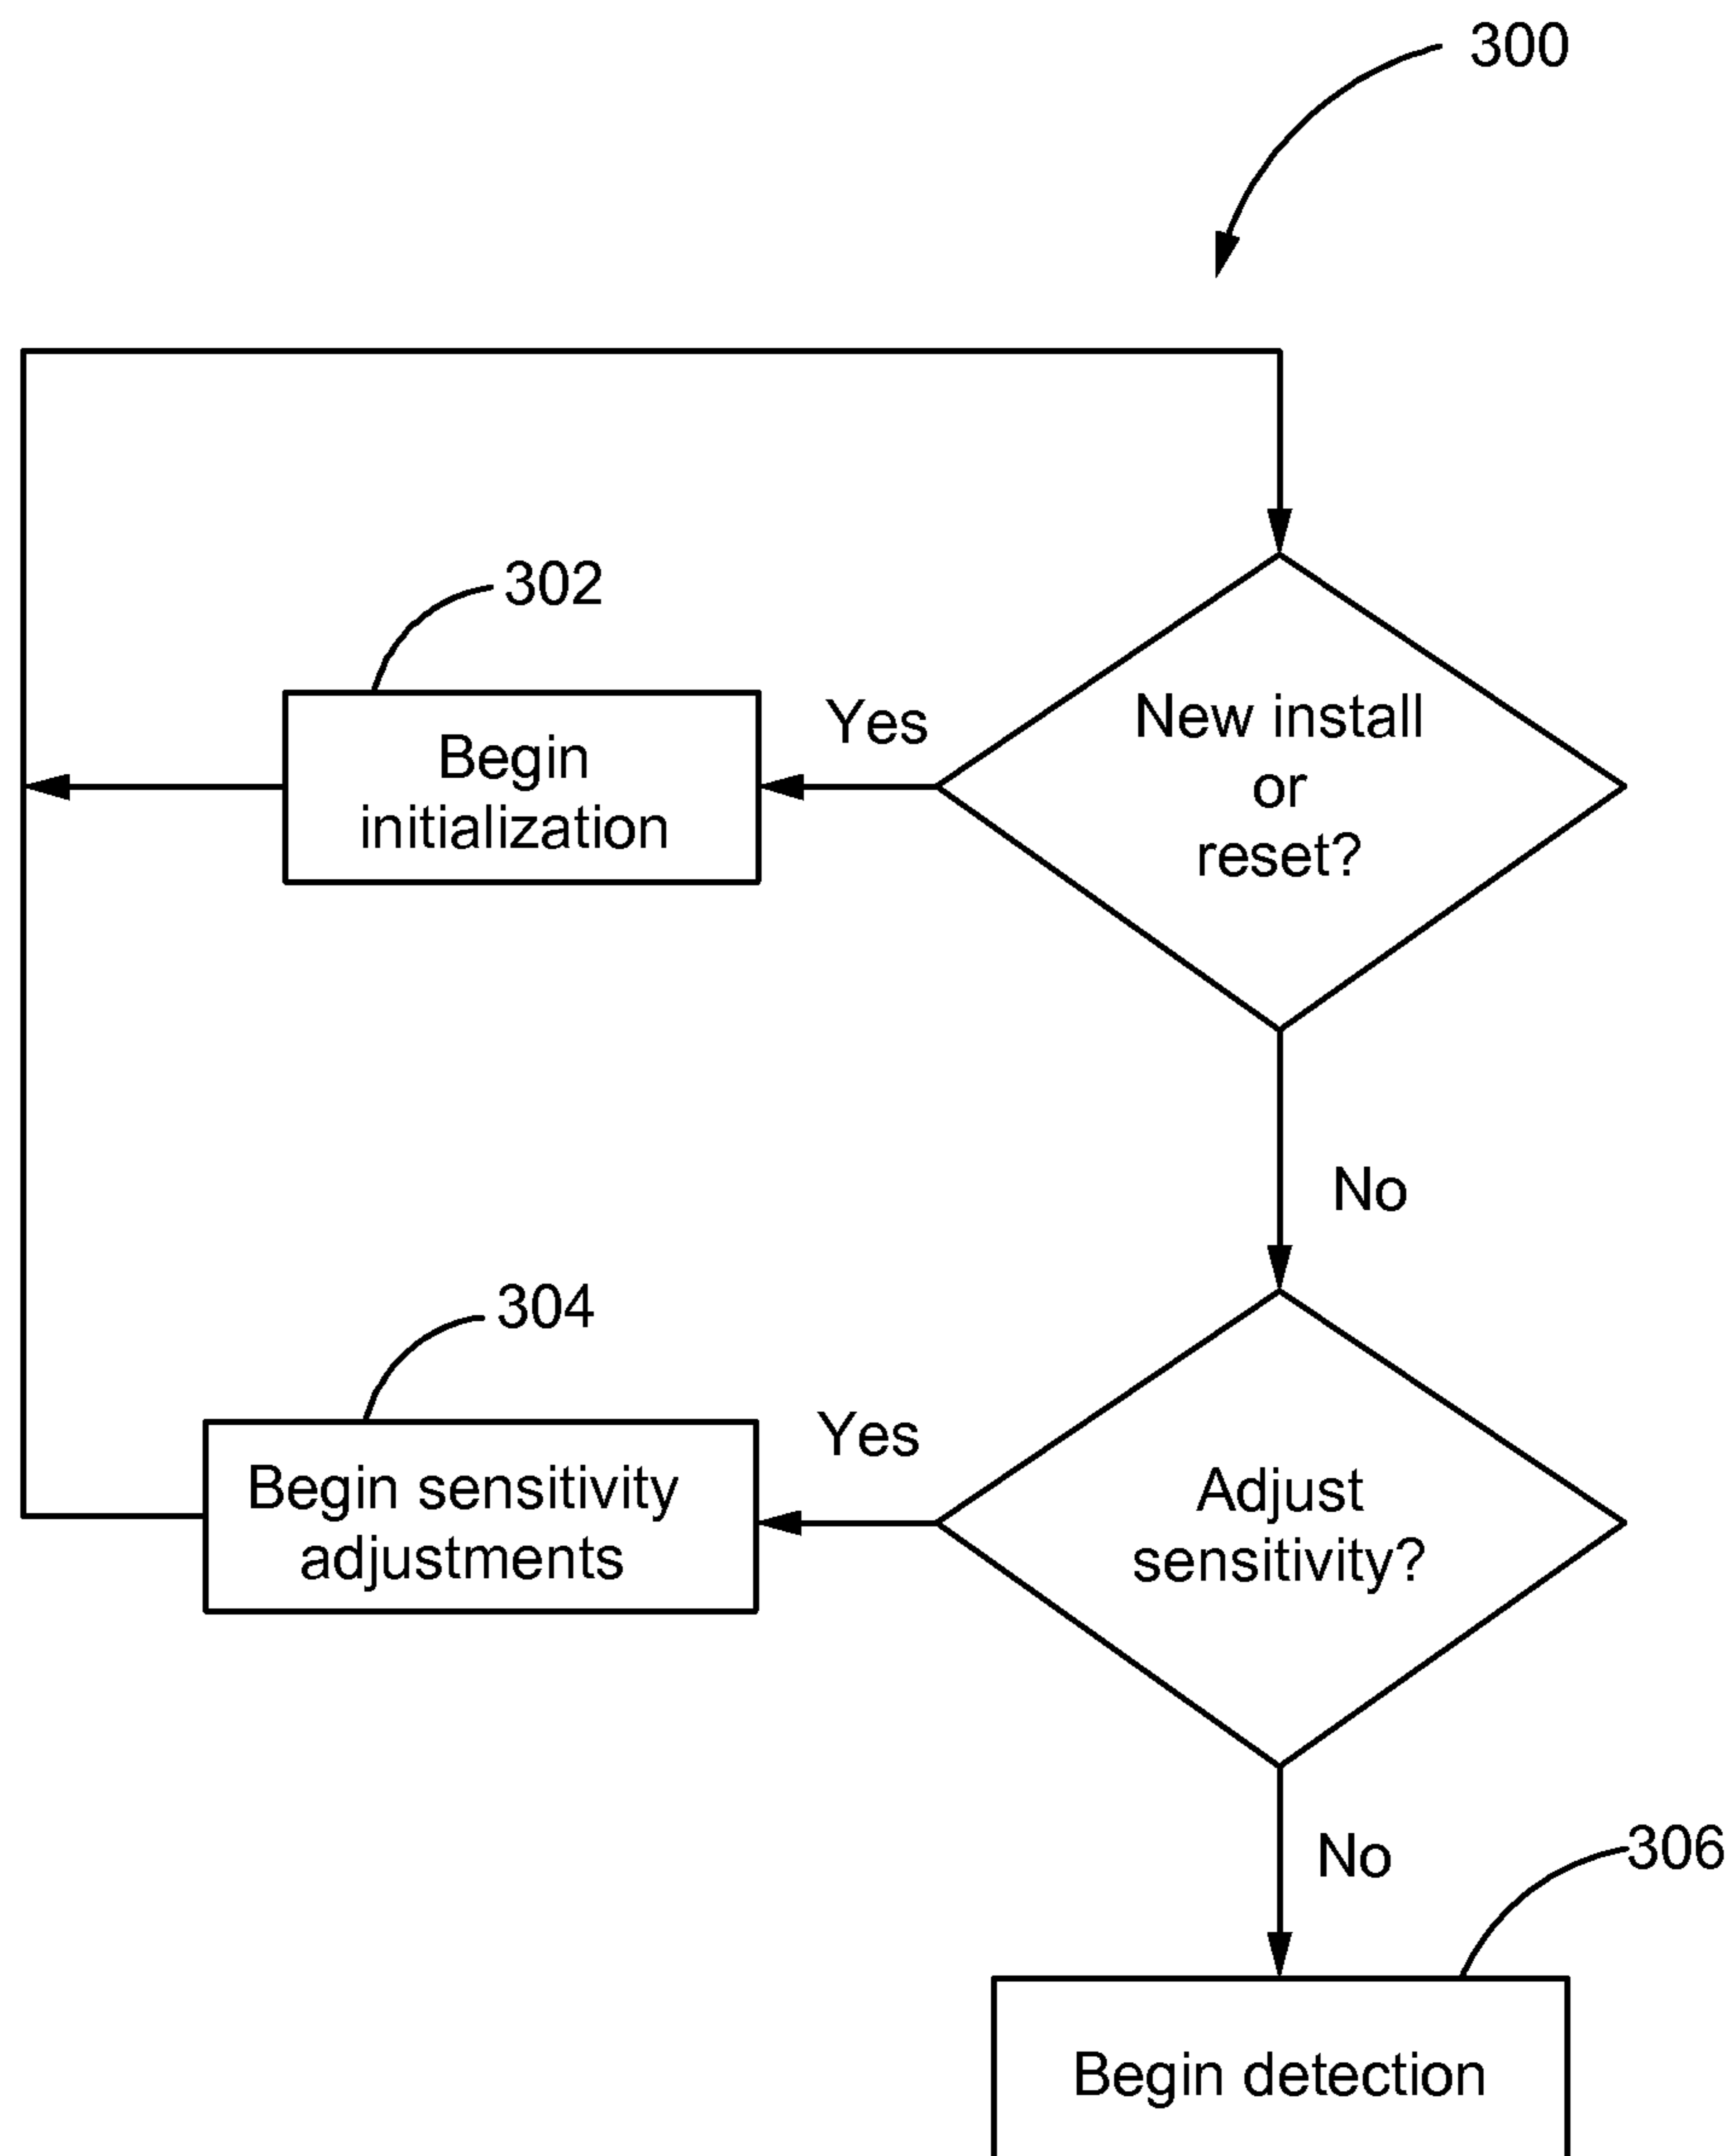 300
302
Begin
initialization
Yes
New install
or
reset?
No
304
Begin sensitivity
adjustments
Yes
Adjust
sensitivity?
No
306
Begin detection